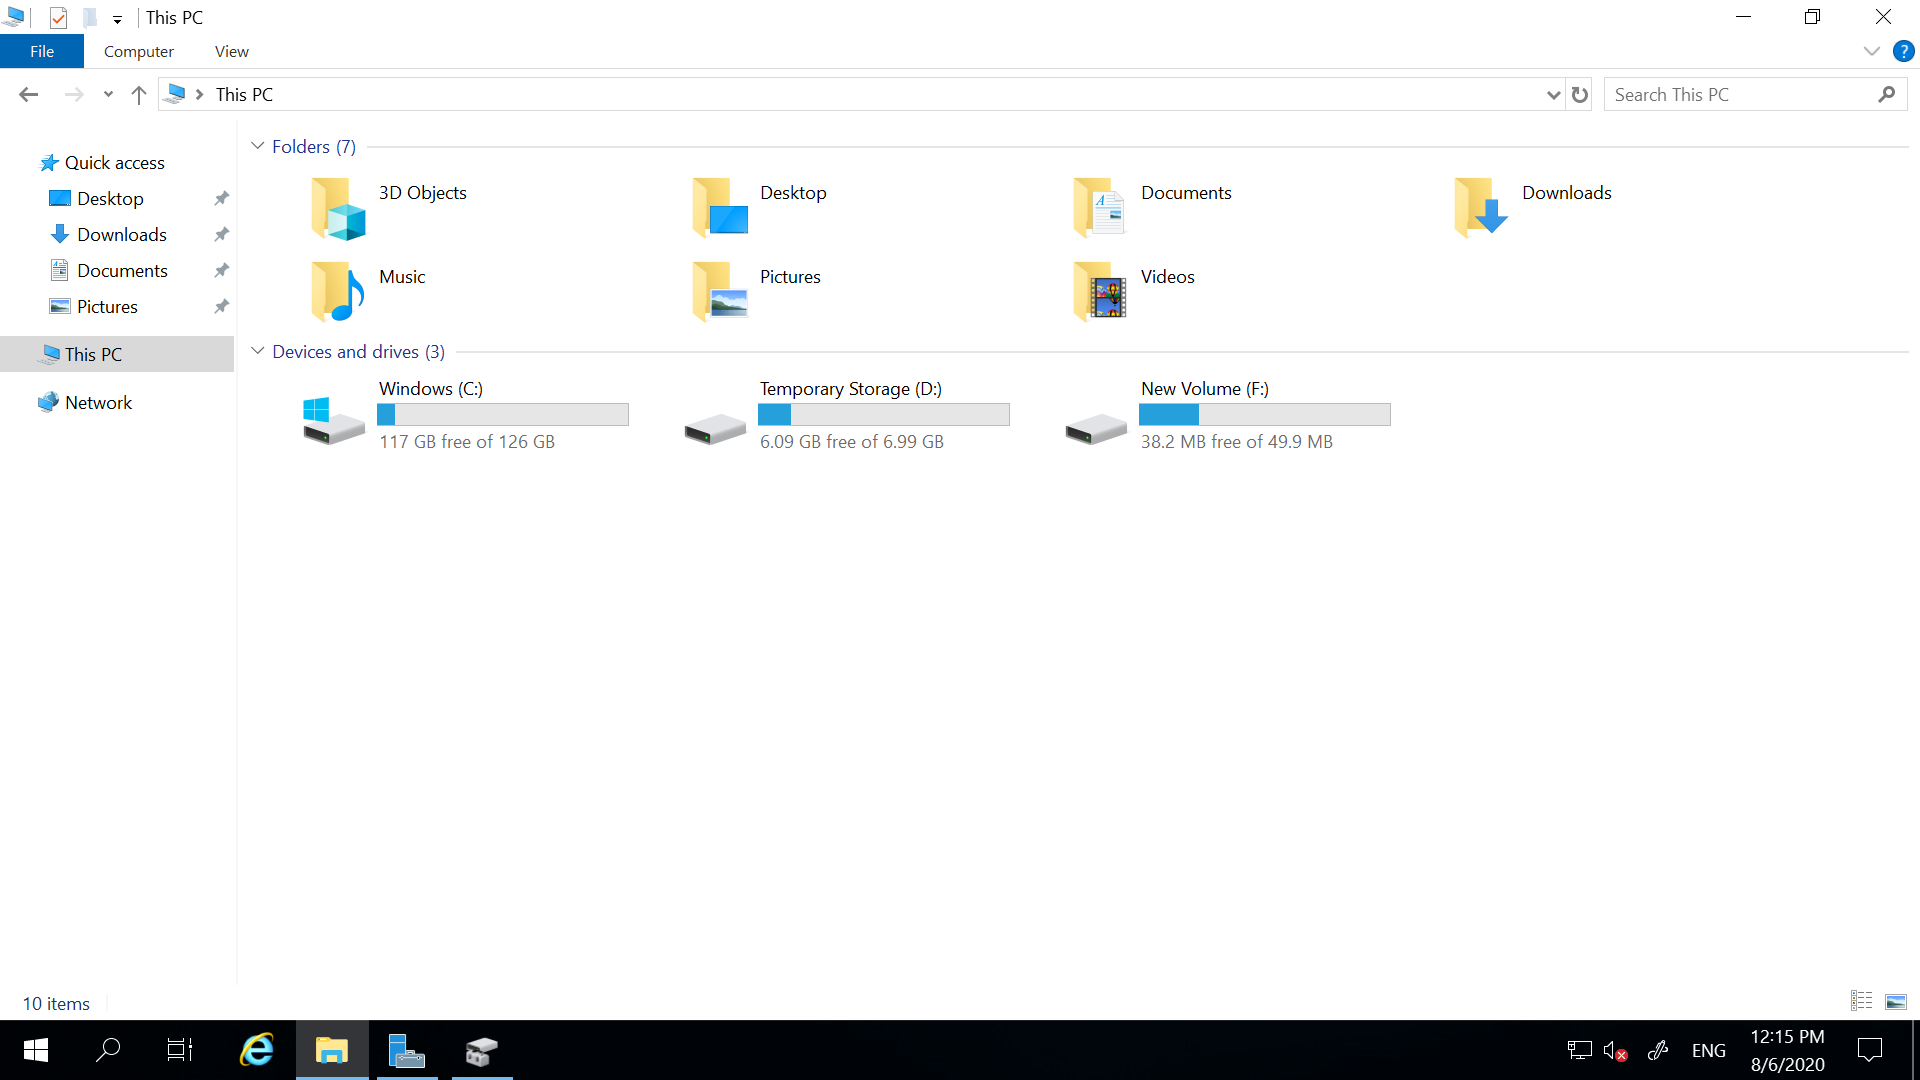 This PC
File
Computer
View
?
This PC
Search This PC
Quick access
Desktop
Downloads
Documents
Pictures
This PC
Network
Folders (7)
3D Objects
Desktop
Documents
Downloads
Music
Pictures
Videos
Devices and drives (3)
Windows (C:)
117 GB free of 126 GB
Temporary Storage (D:)
6.09 GB free of 6.99 GB
New Volume (F:)
38.2 MB free of 49.9 MB
10 items
ENG
12:15 PM
8/6/2020